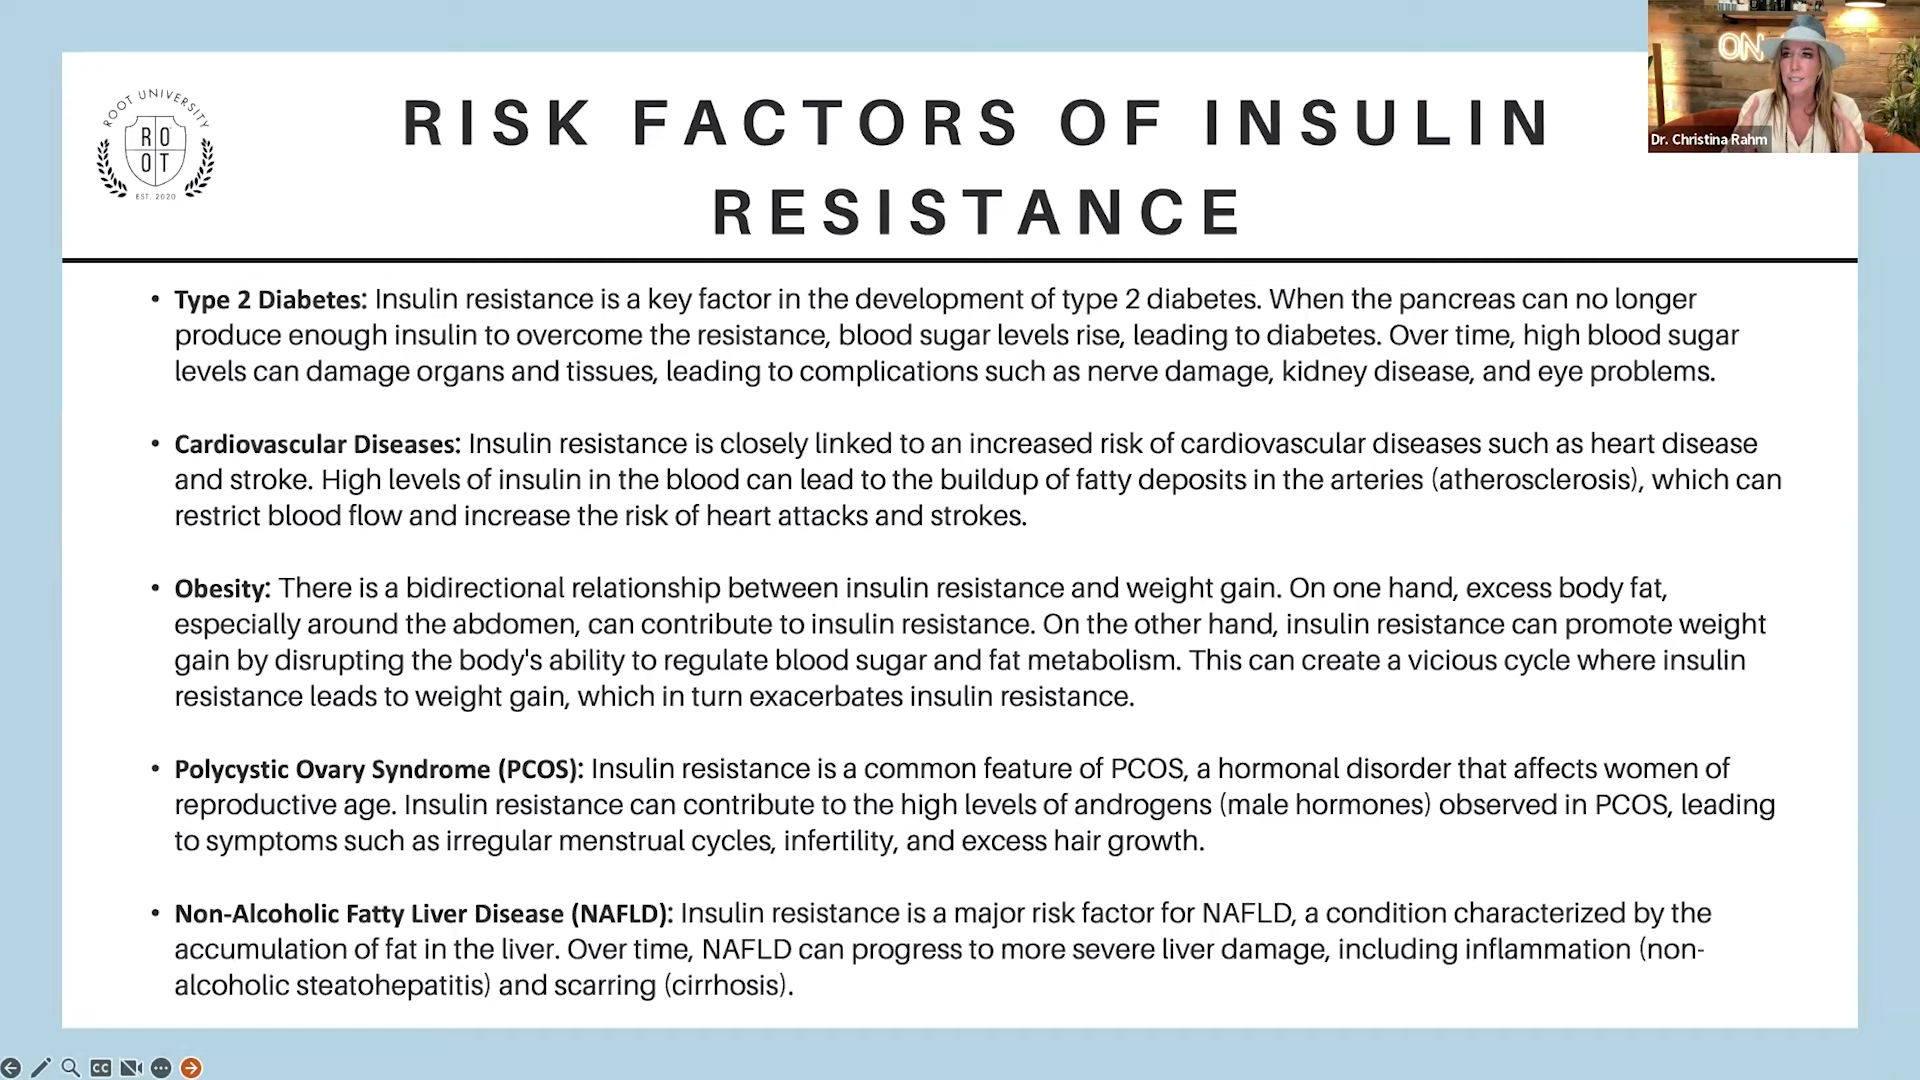 ROOT UNIVERSITY
RO
OT
EST. 2020
RISK FACTORS OF INSULIN
RESISTANCE
ON
Dr. Christina Rahm
• Type 2 Diabetes: Insulin resistance is a key factor in the development of type 2 diabetes. When the pancreas can no longer
produce enough insulin to overcome the resistance, blood sugar levels rise, leading to diabetes. Over time, high blood sugar
levels can damage organs and tissues, leading to complications such as nerve damage, kidney disease, and eye problems.
• Cardiovascular Diseases: Insulin resistance is closely linked to an increased risk of cardiovascular diseases such as heart disease
and stroke. High levels of insulin in the blood can lead to the buildup of fatty deposits in the arteries (atherosclerosis), which can
restrict blood flow and increase the risk of heart attacks and strokes.
• Obesity: There is a bidirectional relationship between insulin resistance and weight gain. On one hand, excess body fat,
especially around the abdomen, can contribute to insulin resistance. On the other hand, insulin resistance can promote weight
gain by disrupting the body's ability to regulate blood sugar and fat metabolism. This can create a vicious cycle where insulin
resistance leads to weight gain, which in turn exacerbates insulin resistance.
• Polycystic Ovary Syndrome (PCOS): Insulin resistance is a common feature of PCOS, a hormonal disorder that affects women of
reproductive age. Insulin resistance can contribute to the high levels of androgens (male hormones) observed in PCOS, leading
to symptoms such as irregular menstrual cycles, infertility, and excess hair growth.
• Non-Alcoholic Fatty Liver Disease (NAFLD): Insulin resistance is a major risk factor for NAFLD, a condition characterized by the
accumulation of fat in the liver. Over time, NAFLD can progress to more severe liver damage, including inflammation (non-
alcoholic steatohepatitis) and scarring (cirrhosis).
CC